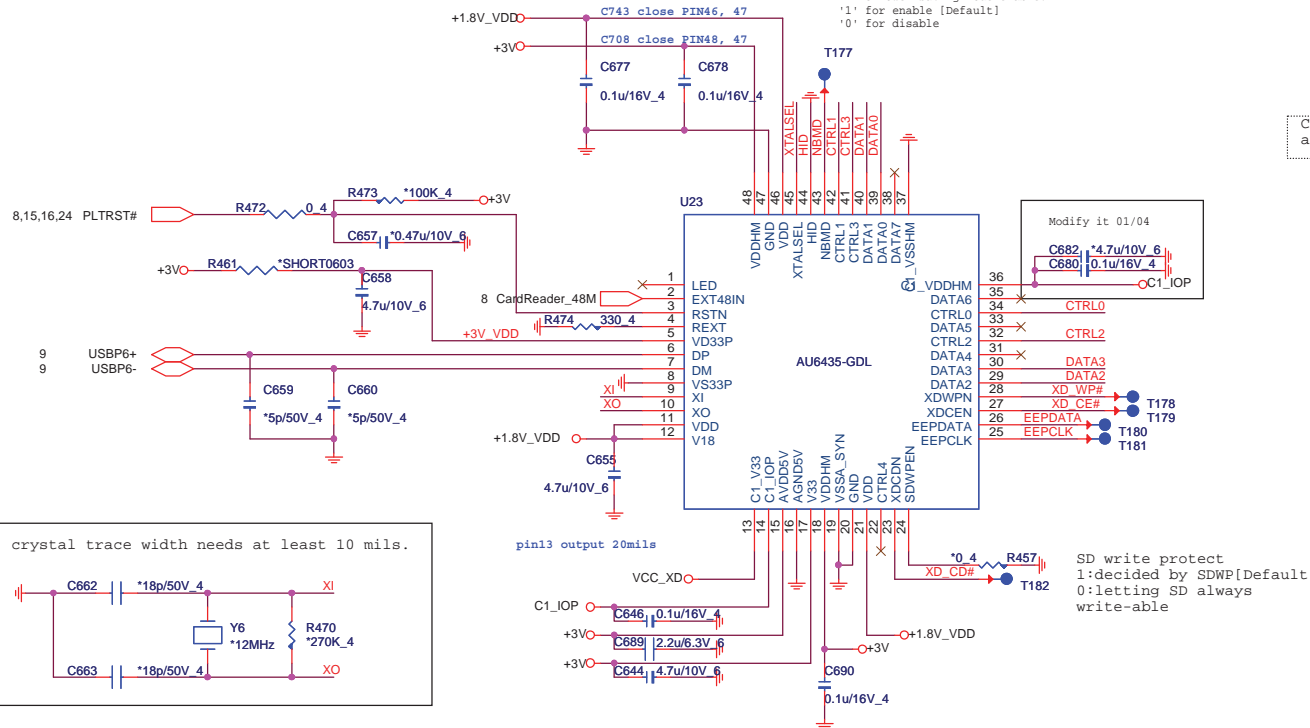 '1' for enable [Default]
'0' for disable
+1.8V_VDD
C743 close PIN46, 47
+3V
C708 close PIN48, 47
C677
0.1u/16V_4
C678
0.1u/16V_4
T177
XTALSEL
HID
NBMD
CTRL1
CTRL3
DATA1
DATA0
48
47
46
45
44
43
42
41
40
39
38
37
U23
VDDHM
GND
VDD
XTALSEL
HID
NBMD
CTRL1
CTRL3
DATA1
DATA0
DATA7
C1_VSSHM
8,15,16,24 PLTRST#
R472
0_4
R473
*100K_4
+3V
C657
*0.47u/10V_6
+3V
R461
*SHORT0603
C658
4.7u/10V_6
8 CardReader_48M
R474
330_4
+3V_VDD
9 USBP6+
9 USBP6-
C659
*5p/50V_4
C660
*5p/50V_4
XI
XO
+1.8V_VDD
C655
4.7u/10V_6
1 LED
2 EXT48IN
3 RSTN
4 REXT
5 VD33P
6 DP
7 DM
8 VS33P
9 XI
10 XO
11 VDD
12 V18
AU6435-GDL
C1_VDDHM 36
DATA6 35
CTRL0 34
DATA5 33
CTRL2 32
DATA4 31
DATA3 30
DATA2 29
XDWPN 28
XDCEN 27
EEPDATA 26
EEPCLK 25
Modify it 01/04
C682
*4.7u/10V_6
C680
0.1u/16V_4
C1_IOP
CTRL0
CTRL2
DATA3
DATA2
XD_WP#
T178
XD_CE#
T179
EEPDATA
T180
EEPCLK
T181
C1_V33
C1_IOP
AVDD5V
AGND5V
V33
VDDHM
VSSA_SYN
GND
VDD
CTRL4
XDCDN
SDWPEN
13
14
15
16
17
18
19
20
21
22
23
24
pin13 output 20mils
VCC_XD
C1_IOP
C646
0.1u/16V_4
+3V
C689
2.2u/6.3V_6
+3V
C644
4.7u/10V_6
+1.8V_VDD
+3V
C690
0.1u/16V_4
*0_4
R457
XD_CD#
T182
SD write protect
1:decided by SDWP[Default
0:letting SD always
write-able
crystal trace width needs at least 10 mils.
C662
*18p/50V_4
XI
Y6
*12MHz
R470
*270K_4
C663
*18p/50V_4
XO